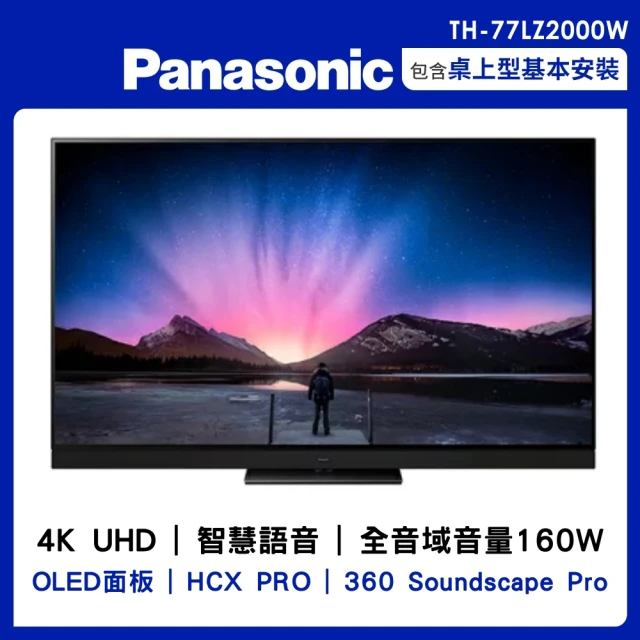 TH-77LZ2000W
Panasonic 包含桌上型基本安裝
4K UHD | 智慧語音 | 全音域音量160W
OLED面板 | HCX PRO | 360 Soundscape Pro